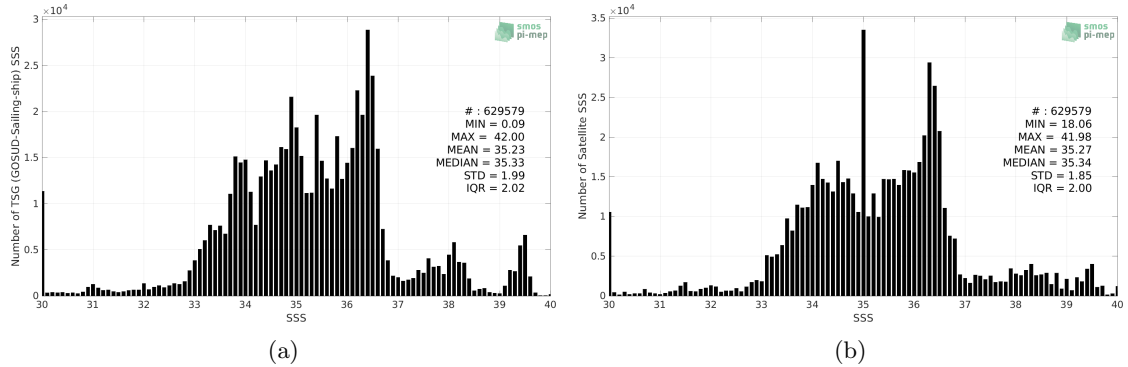 ×10⁴
3
2.5
2
1.5
1
0.5
0
30 31 32 33 34 35 36 37 38 39 40
SSS
Number of TSG (GOSUD-Sailing-ship) SSS
smos
pi-mep
# : 629579
MIN = 0.09
MAX = 42.00
MEAN = 35.23
MEDIAN = 35.33
STD = 1.99
IQR = 2.02
(a)
×10⁴
3.5
3
2.5
2
1.5
1
0.5
0
30 31 32 33 34 35 36 37 38 39 40
SSS
Number of Satellite SSS
smos
pi-mep
# : 629579
MIN = 18.06
MAX = 41.98
MEAN = 35.27
MEDIAN = 35.34
STD = 1.85
IQR = 2.00
(b)